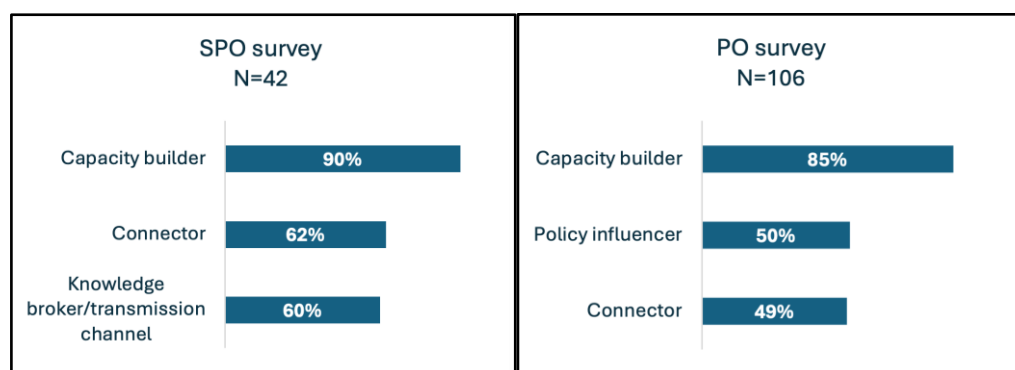 SPO survey
N=42
Capacity builder
90%
Connector
62%
Knowledge
broker/transmission
channel
60%
PO survey
N=106
Capacity builder
85%
Policy influencer
50%
Connector
49%